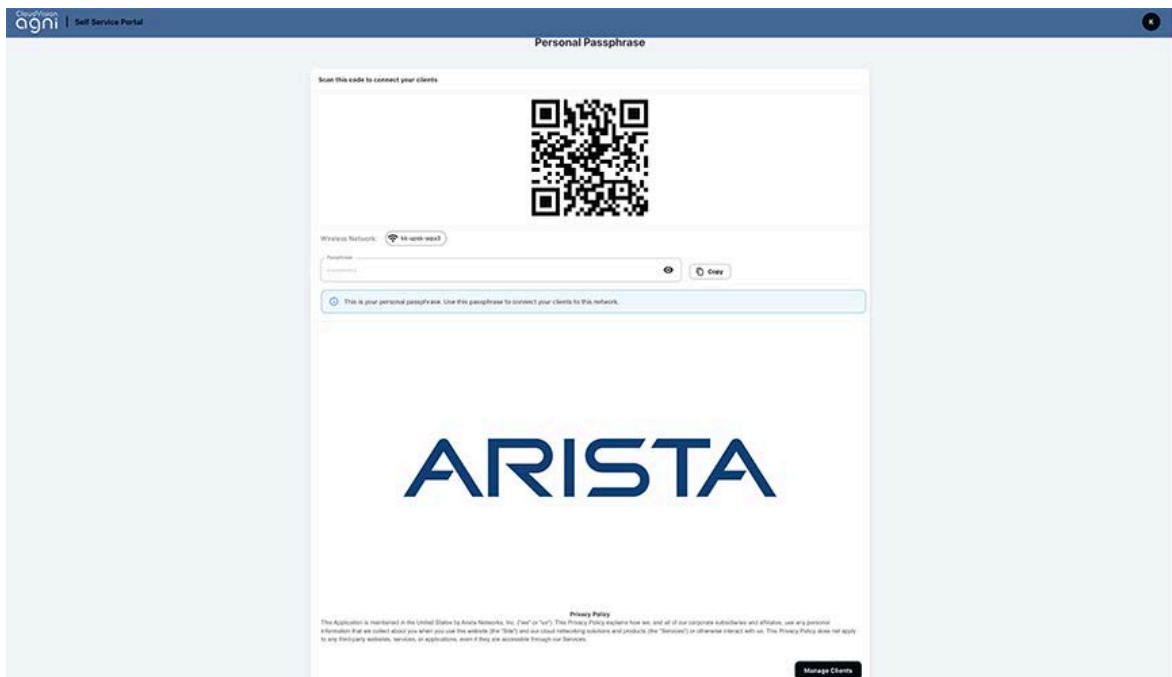 CloudVision
agni | Self Service Portal
K
Personal Passphrase
Scan this code to connect your clients
Wireless Network:
Passphrase
Copy
This is your personal passphrase. Use this passphrase to connect your clients to this network.
ARISTA
Privacy Policy
This Application is maintained in the United States by Arista Networks, Inc. ("we" or "us"). This Privacy Policy explains how we, and all of our corporate subsidiaries and affiliates, use any personal
information that we collect about you when you use this website (the "Site") and our cloud networking solutions and products (the "Services") or otherwise interact with us. This Privacy Policy does not apply
to any third-party websites, services, or applications, even if they are accessible through our Services.
Manage Clients